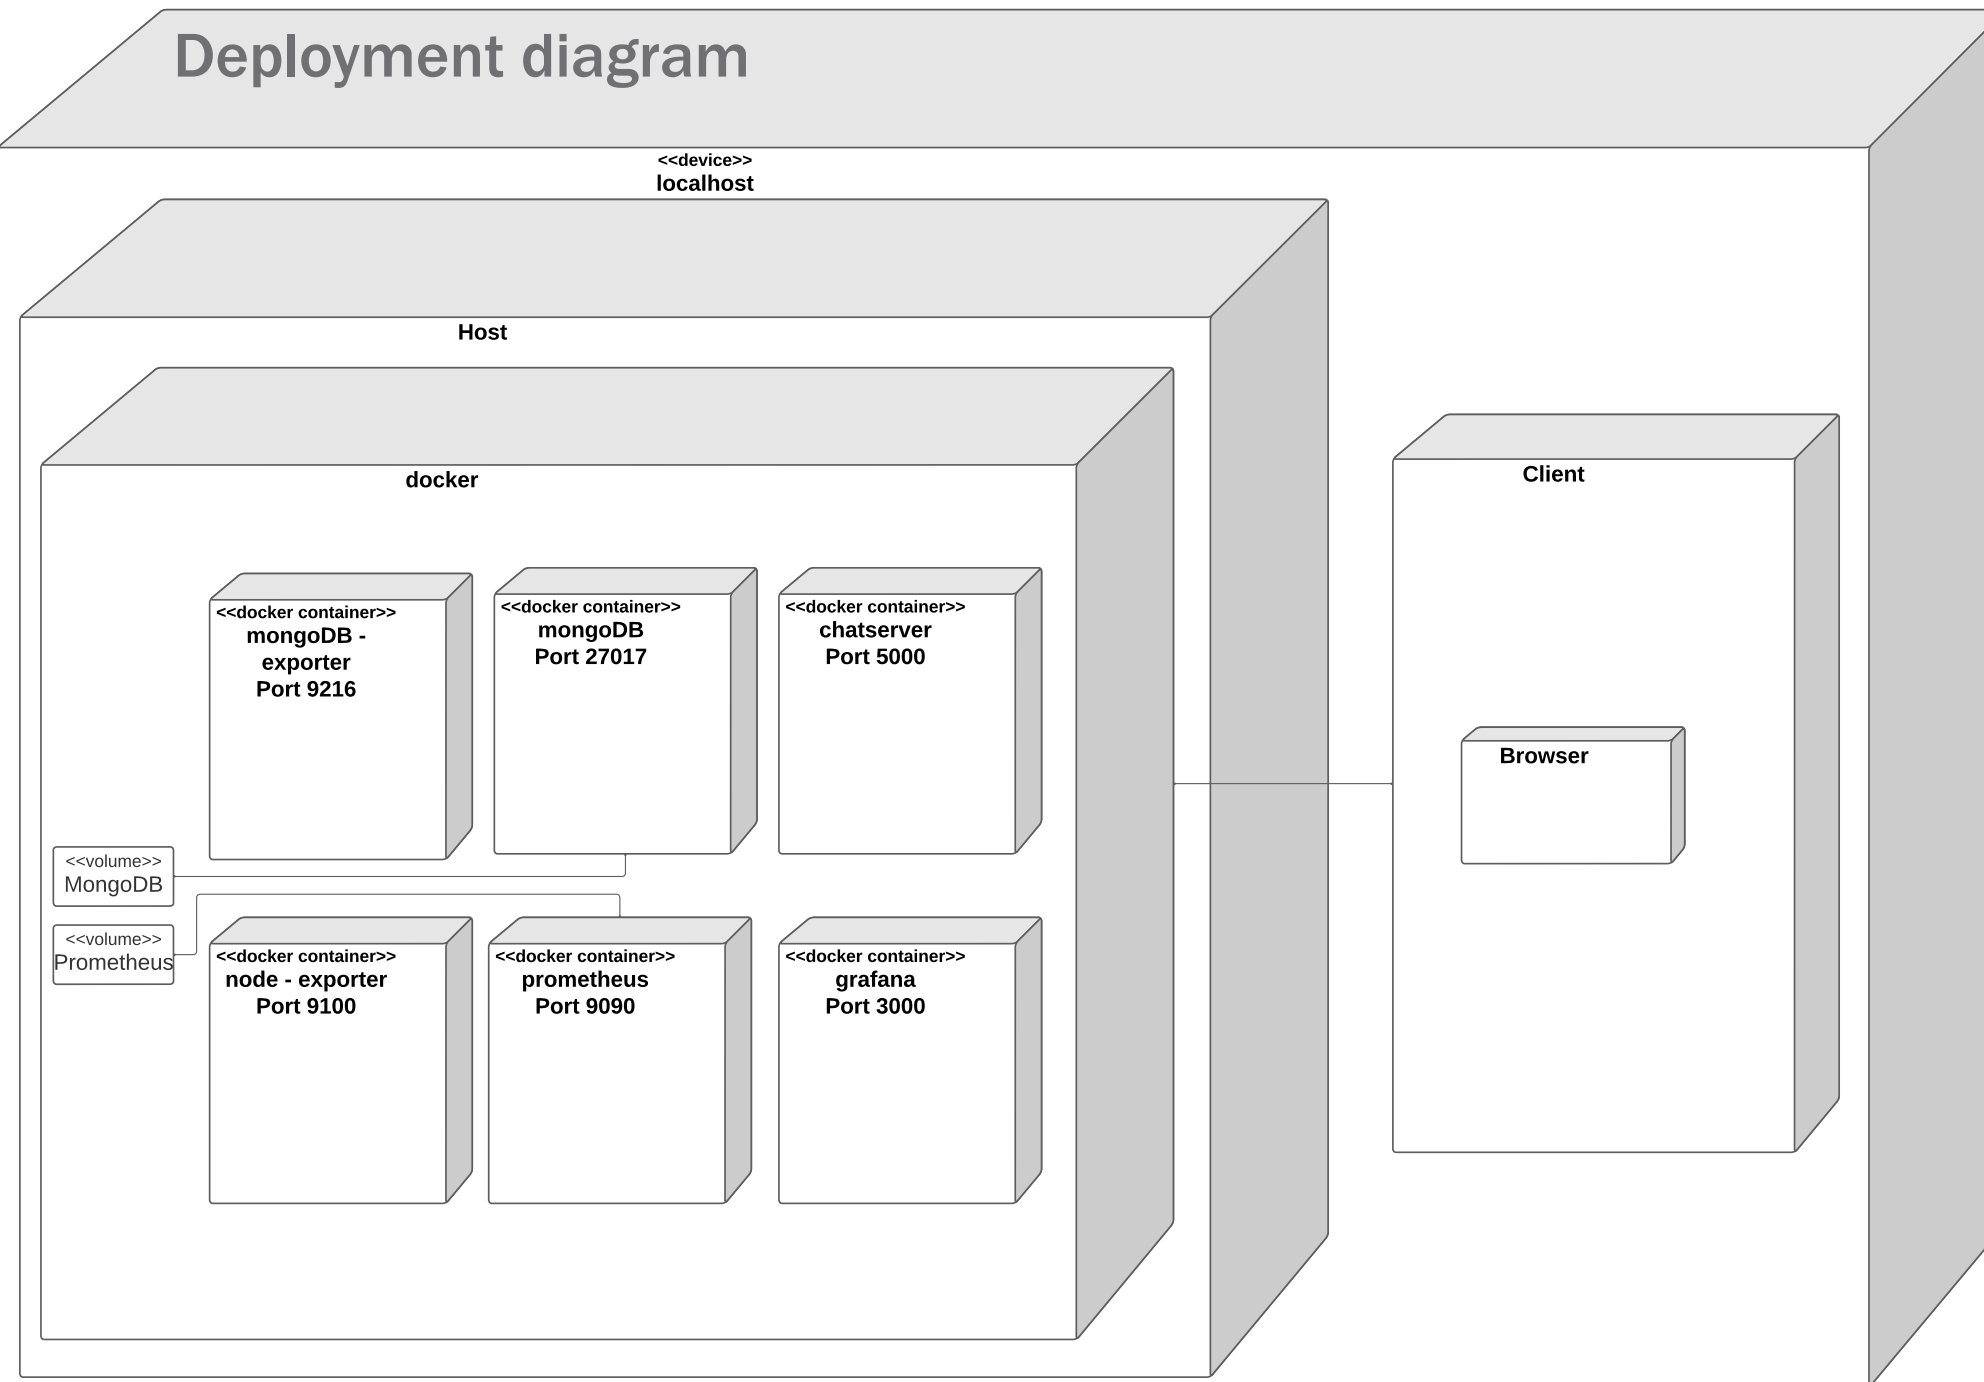 Deployment diagram
<<device>>
localhost
Host
docker
Client
<<docker container>>
mongoDB -
exporter
Port 9216
<<docker container>>
mongoDB
Port 27017
<<docker container>>
chatserver
Port 5000
Browser
<<volume>>
MongoDB
<<volume>>
Prometheus
<<docker container>>
node - exporter
Port 9100
<<docker container>>
prometheus
Port 9090
<<docker container>>
grafana
Port 3000